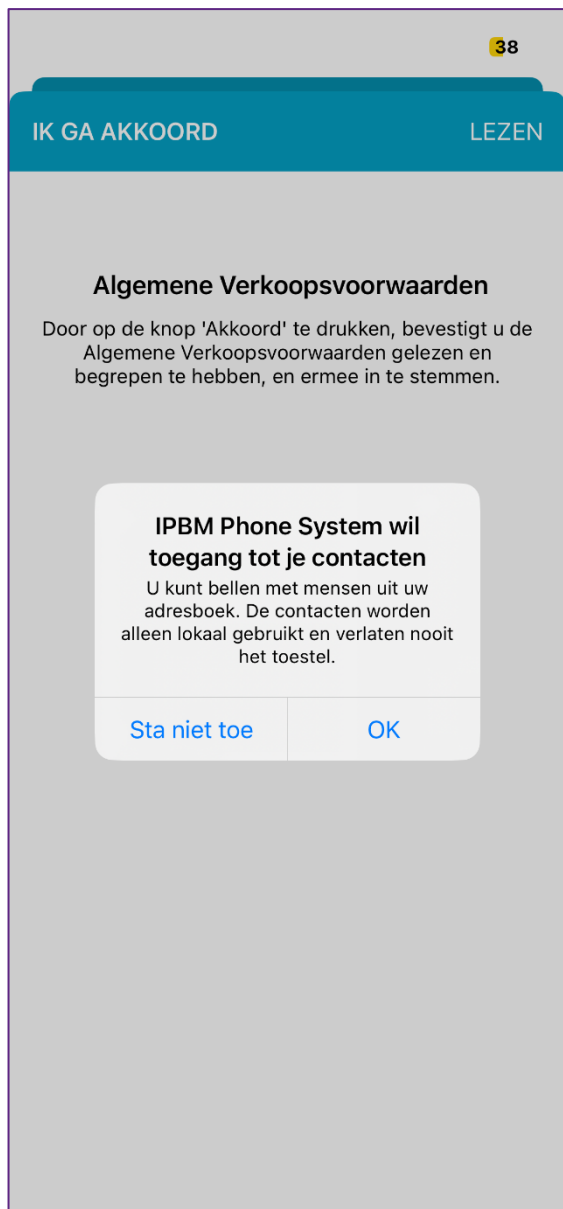 38
IK GA AKKOORD LEZEN
Algemene Verkoopsvoorwaarden
Door op de knop 'Akkoord' te drukken, bevestigt u de
Algemene Verkoopsvoorwaarden gelezen en
begrepen te hebben, en ermee in te stemmen.
IPBM Phone System wil
toegang tot je contacten
U kunt bellen met mensen uit uw
adresboek. De contacten worden
alleen lokaal gebruikt en verlaten nooit
het toestel.
Sta niet toe OK